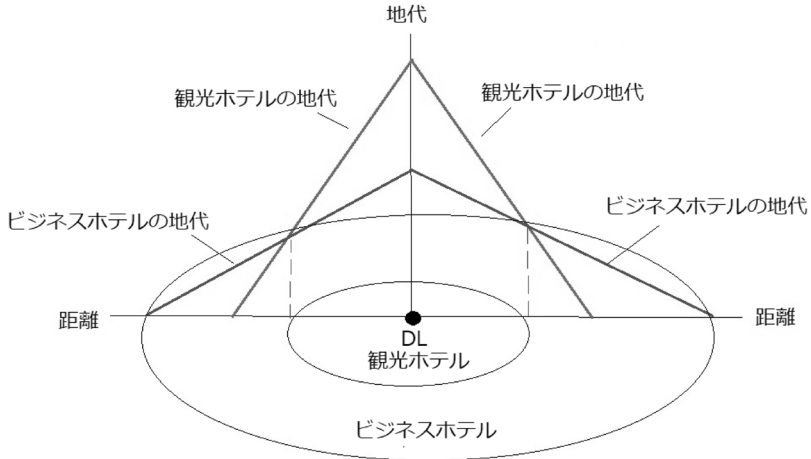 地代
観光ホテルの地代
観光ホテルの地代
ビジネスホテルの地代
ビジネスホテルの地代
距離
距離
DL
観光ホテル
ビジネスホテル